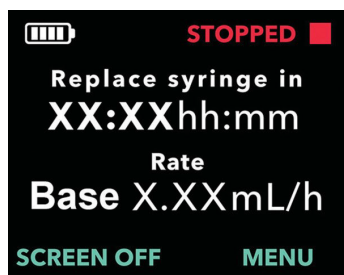 STOPPED
Replace syringe in
XX:XXhh:mm
Rate
Base X.XXmL/h
SCREEN OFF MENU